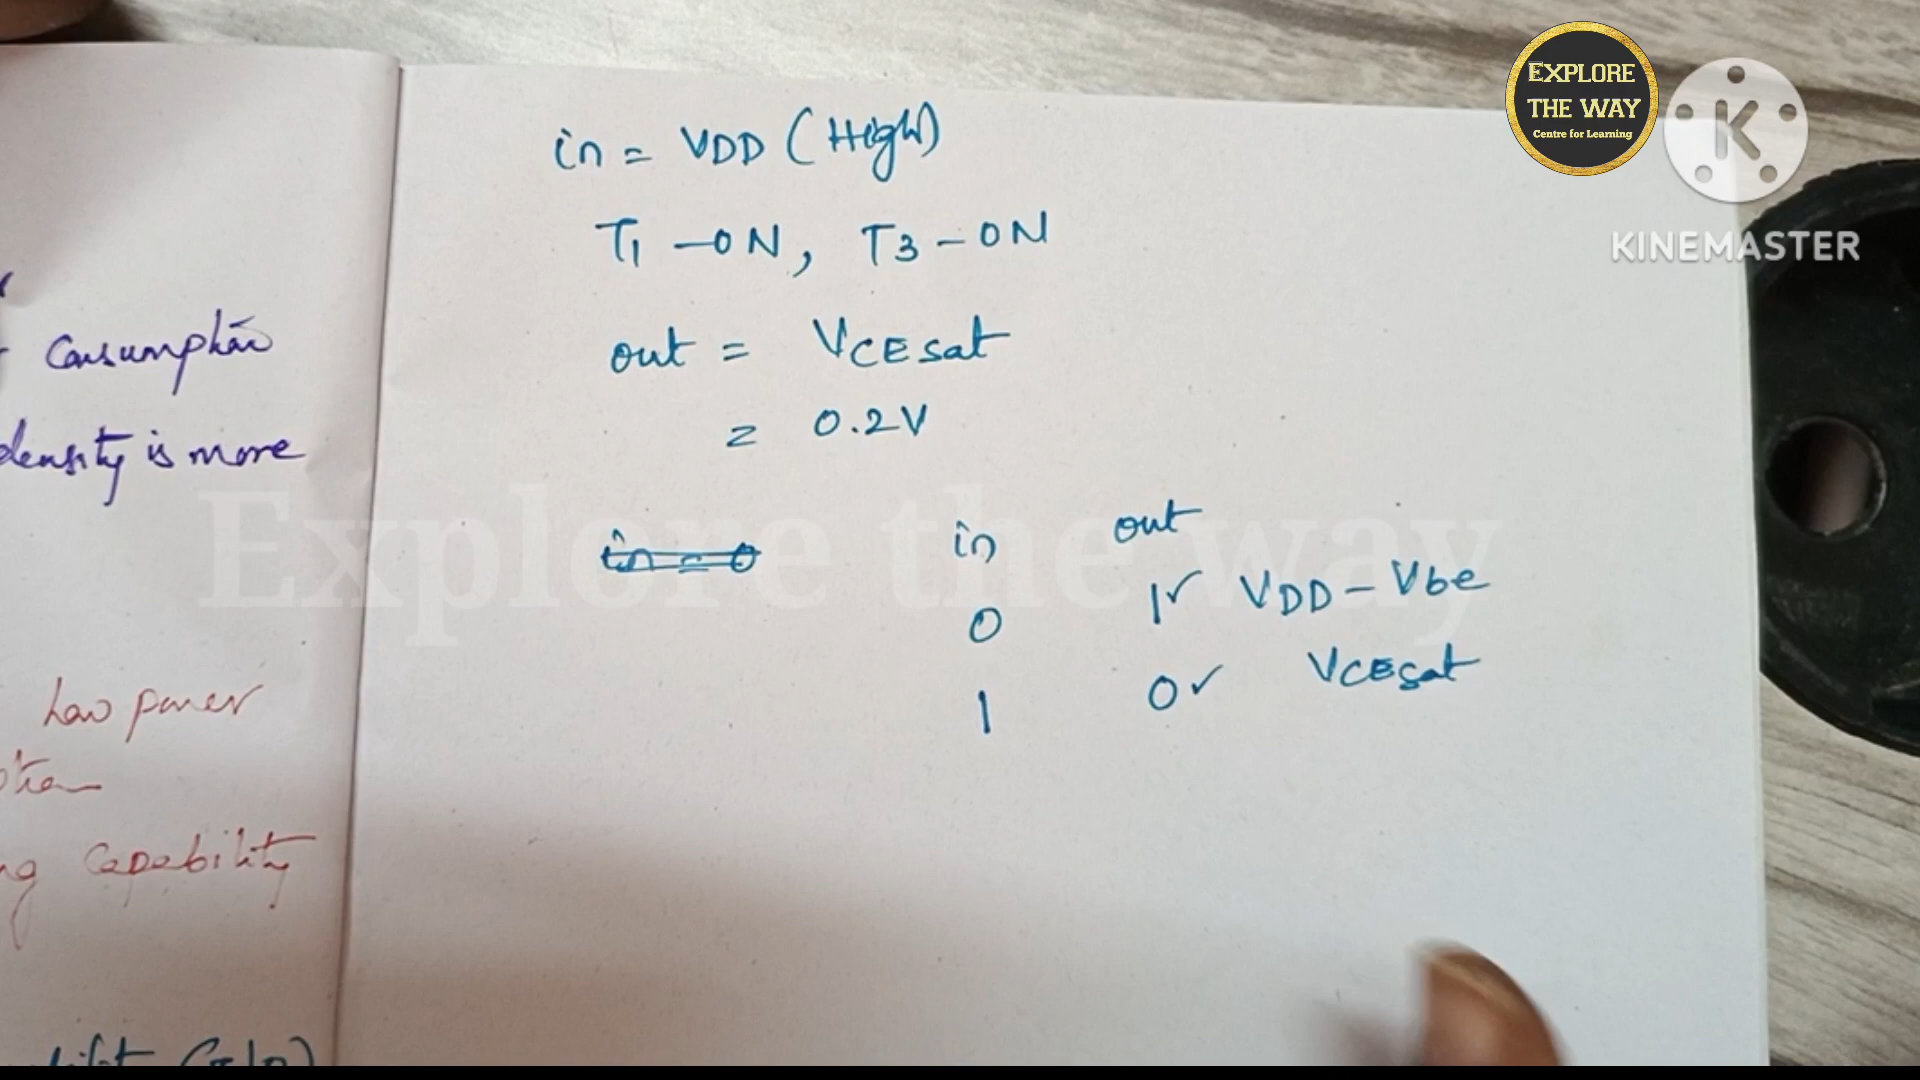 EXPLORE
THE WAY
Centre for Learning
K
KINEMASTER
in = VDD (High)
T1 - ON, T3 - ON
out = VCEsat
= 0.2V
in = 0
in out
0 1✓ VDD - Vbe
1 0✓ VCEsat
Explore the way
Consumption
density is more
Low power
capability